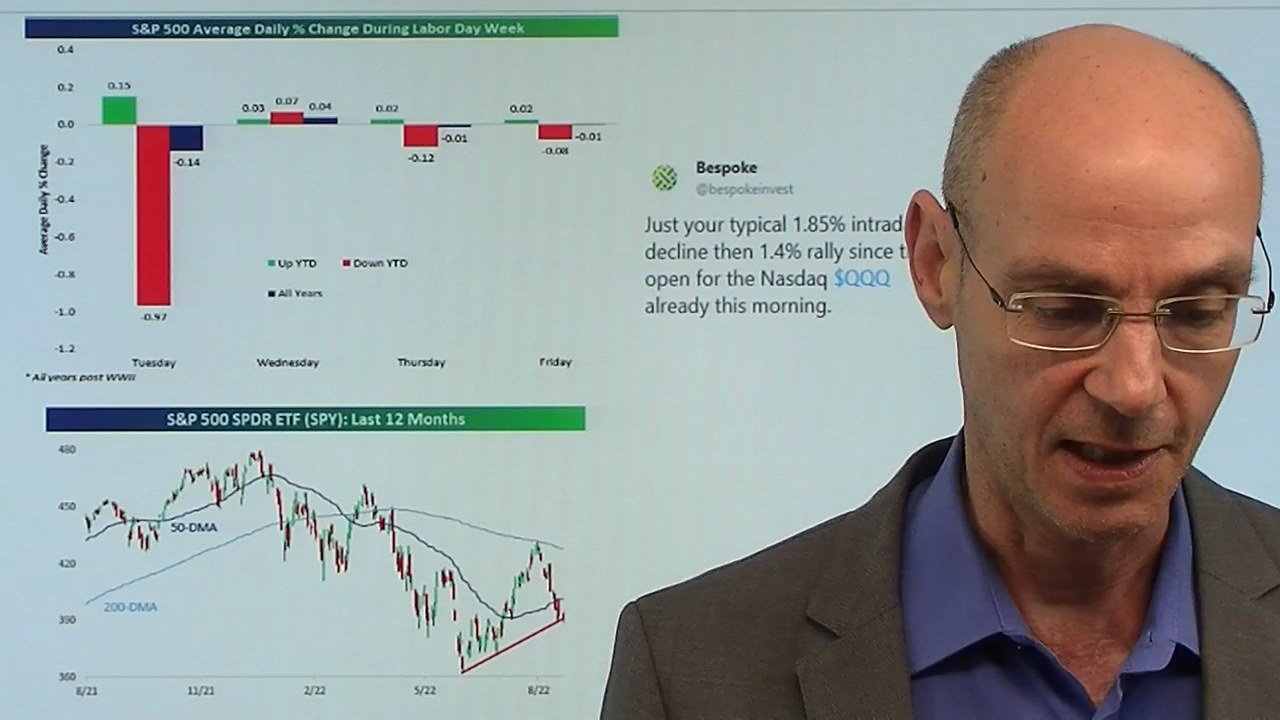 S&P 500 Average Daily % Change During Labor Day Week
0.4
0.2
0.0
-0.2
-0.4
-0.6
-0.8
-1.0
-1.2
Average Daily % Change
0.15
-0.97
-0.14
0.03
0.07
0.04
0.02
-0.12
-0.01
0.02
-0.08
-0.01
Up YTD
Down YTD
All Years
Tuesday
Wednesday
Thursday
Friday
* All years post WWII
S&P 500 SPDR ETF (SPY): Last 12 Months
480
450
420
390
360
50-DMA
200-DMA
8/21
11/21
2/22
5/22
8/22
Bespoke
@bespokeinvest
Just your typical 1.85% intrad
decline then 1.4% rally since t
open for the Nasdaq $QQQ
already this morning.